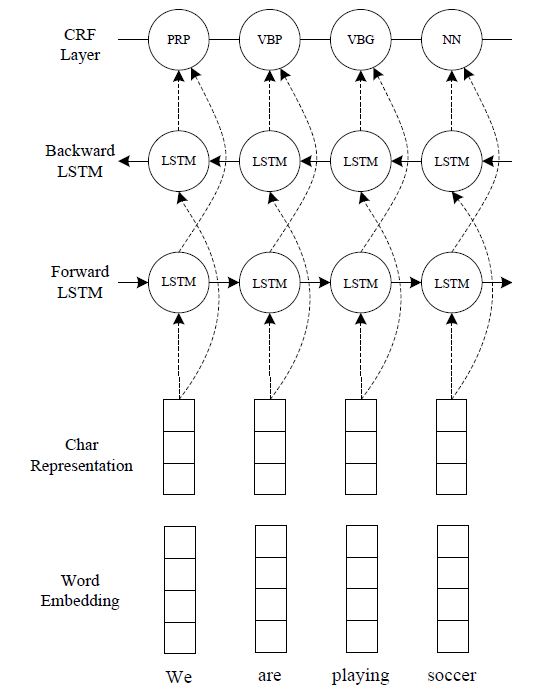 CRF
Layer
PRP VBP VBG NN
Backward
LSTM
LSTM LSTM LSTM LSTM
Forward
LSTM
LSTM LSTM LSTM LSTM
Char
Representation
Word
Embedding
We are playing soccer